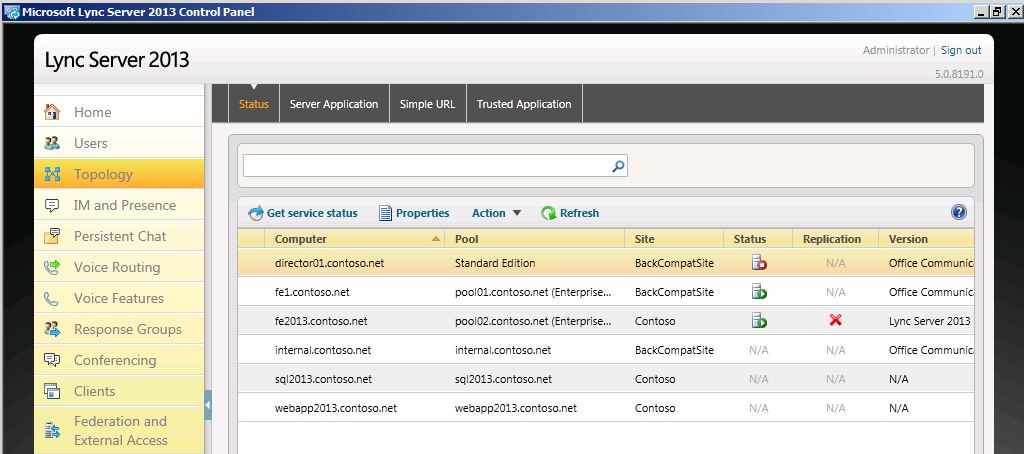 Microsoft Lync Server 2013 Control Panel
Lync Server 2013
Administrator | Sign out
5.0.8191.0
Home
Users
Topology
IM and Presence
Persistent Chat
Voice Routing
Voice Features
Response Groups
Conferencing
Clients
Federation and
External Access
Status Server Application Simple URL Trusted Application
Get service status Properties Action Refresh
Computer Pool Site Status Replication Version
director01.contoso.net Standard Edition BackCompatSite N/A Office Communic
fe1.contoso.net pool01.contoso.net (Enterprise... BackCompatSite N/A Office Communic
fe2013.contoso.net pool02.contoso.net (Enterprise... Contoso Lync Server 2013
internal.contoso.net internal.contoso.net BackCompatSite N/A N/A Office Communic
sql2013.contoso.net sql2013.contoso.net Contoso N/A N/A N/A
webapp2013.contoso.net webapp2013.contoso.net Contoso N/A N/A N/A